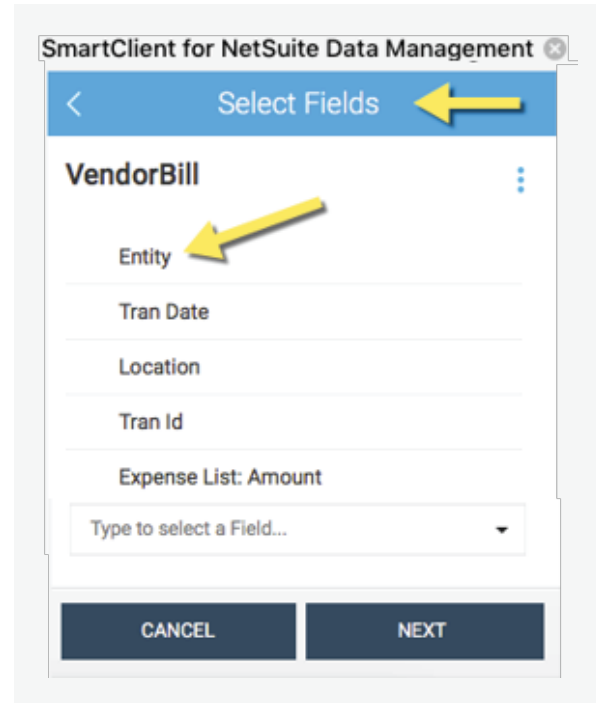 SmartClient for NetSuite Data Management
Select Fields
VendorBill
Entity
Tran Date
Location
Tran Id
Expense List: Amount
Type to select a Field...
CANCEL NEXT